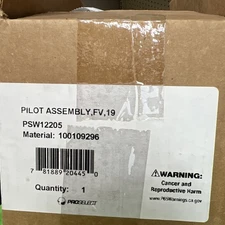 PILOT ASSEMBLY,FV,19
PSW12205
Material: 100109296
7 81889 20445 0
Quantity: 1
PROSELECT
WARNING:
Cancer and
Reproductive Harm
www.P65Warnings.ca.gov